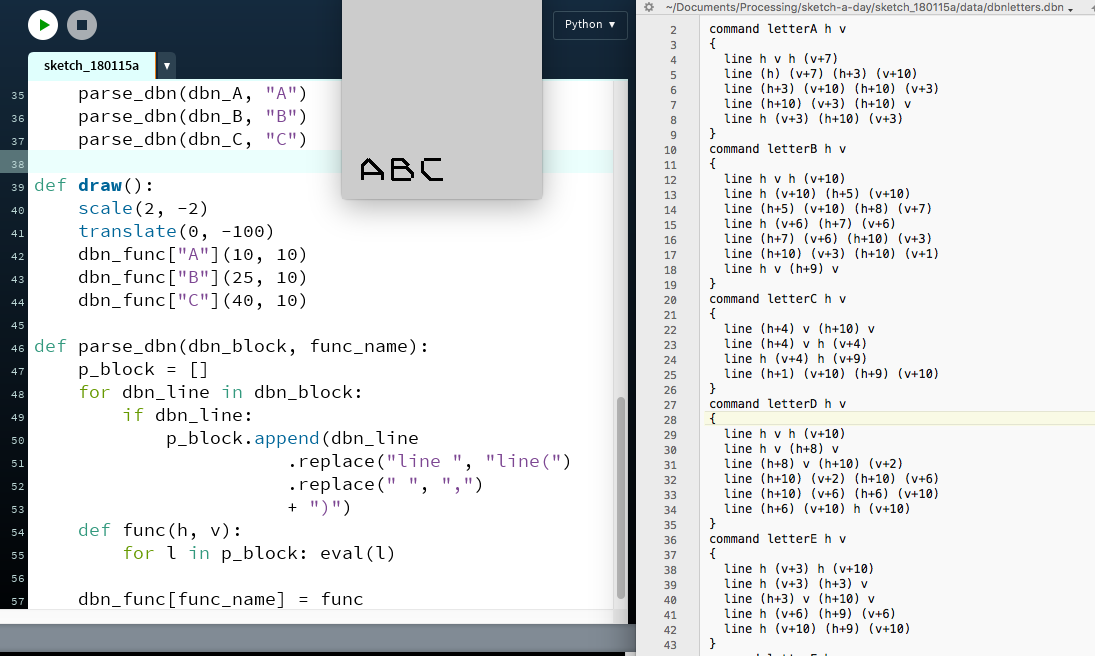 Python ▼
sketch_180115a ▼
35 parse_dbn(dbn_A, "A")
36 parse_dbn(dbn_B, "B")
37 parse_dbn(dbn_C, "C")
38
39 def draw():
40 scale(2, -2)
41 translate(0, -100)
42 dbn_func["A"](10, 10)
43 dbn_func["B"](25, 10)
44 dbn_func["C"](40, 10)
45
46 def parse_dbn(dbn_block, func_name):
47 p_block = []
48 for dbn_line in dbn_block:
49 if dbn_line:
50 p_block.append(dbn_line
51 .replace("line ", "line(")
52 .replace(" ", ",")
53 + ")")
54 def func(h, v):
55 for l in p_block: eval(l)
56
57 dbn_func[func_name] = func
ABC
~/Documents/Processing/sketch-a-day/sketch_180115a/data/dbnletters.dbn
2 command letterA h v
3 {
4 line h v h (v+7)
5 line (h) (v+7) (h+3) (v+10)
6 line (h+3) (v+10) (h+10) (v+3)
7 line (h+10) (v+3) (h+10) v
8 line h (v+3) (h+10) (v+3)
9 }
10 command letterB h v
11 {
12 line h v h (v+10)
13 line h (v+10) (h+5) (v+10)
14 line (h+5) (v+10) (h+8) (v+7)
15 line h (v+6) (h+7) (v+6)
16 line (h+7) (v+6) (h+10) (v+3)
17 line (h+10) (v+3) (h+10) (v+1)
18 line h v (h+9) v
19 }
20 command letterC h v
21 {
22 line (h+4) v (h+10) v
23 line (h+4) v h (v+4)
24 line h (v+4) h (v+9)
25 line (h+1) (v+10) (h+9) (v+10)
26 }
27 command letterD h v
28 {
29 line h v h (v+10)
30 line h v (h+8) v
31 line (h+8) v (h+10) (v+2)
32 line (h+10) (v+2) (h+10) (v+6)
33 line (h+10) (v+6) (h+6) (v+10)
34 line (h+6) (v+10) h (v+10)
35 }
36 command letterE h v
37 {
38 line h (v+3) h (v+10)
39 line h (v+3) (h+3) v
40 line (h+3) v (h+10) v
41 line h (v+6) (h+9) (v+6)
42 line h (v+10) (h+9) (v+10)
43 }